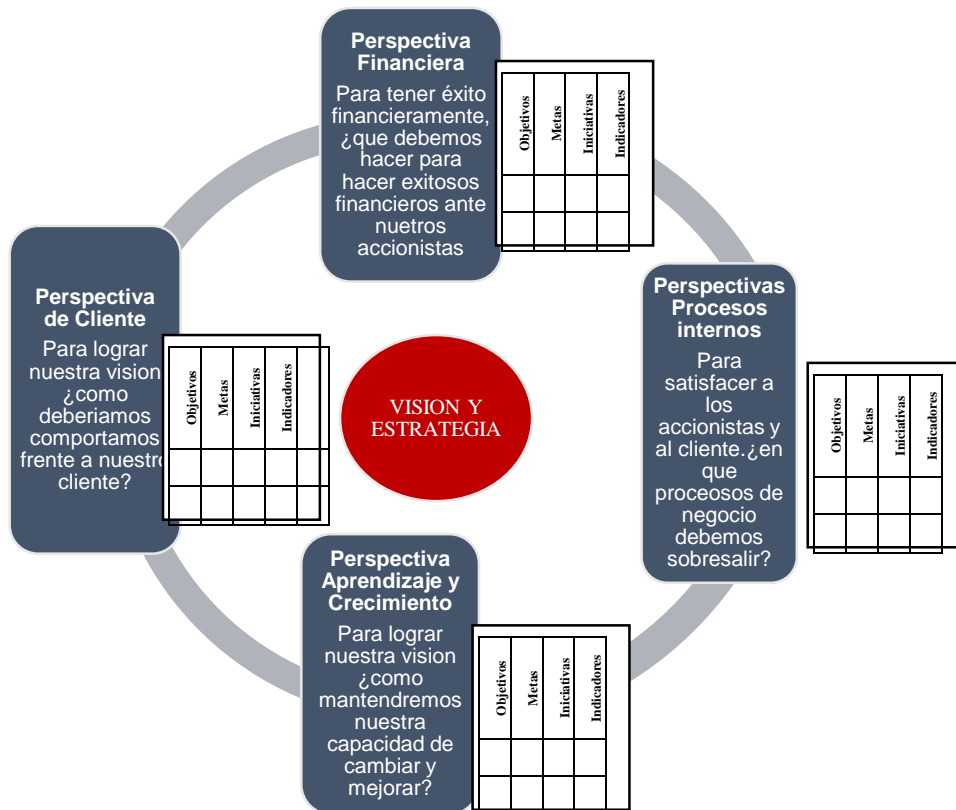 Perspectiva
Financiera
Para tener éxito
financieramente,
¿que debemos
hacer para
hacer exitosos
financieros ante
nuetros
accionistas
Objetivos
Metas
Iniciativas
Indicadores
Perspectivas
Procesos
internos
Para
satisfacer a
los
accionistas y
al cliente.¿en
que
proceosos de
negocio
debemos
sobresalir?
Objetivos
Metas
Iniciativas
Indicadores
Perspectiva
de Cliente
Para lograr
nuestra vision
¿como
deberiamos
comportamos
frente a nuestro
cliente?
Objetivos
Metas
Iniciativas
Indicadores
VISION Y
ESTRATEGIA
Perspectiva
Aprendizaje y
Crecimiento
Para lograr
nuestra vision
¿como
mantendremos
nuestra
capacidad de
cambiar y
mejorar?
Objetivos
Metas
Iniciativas
Indicadores